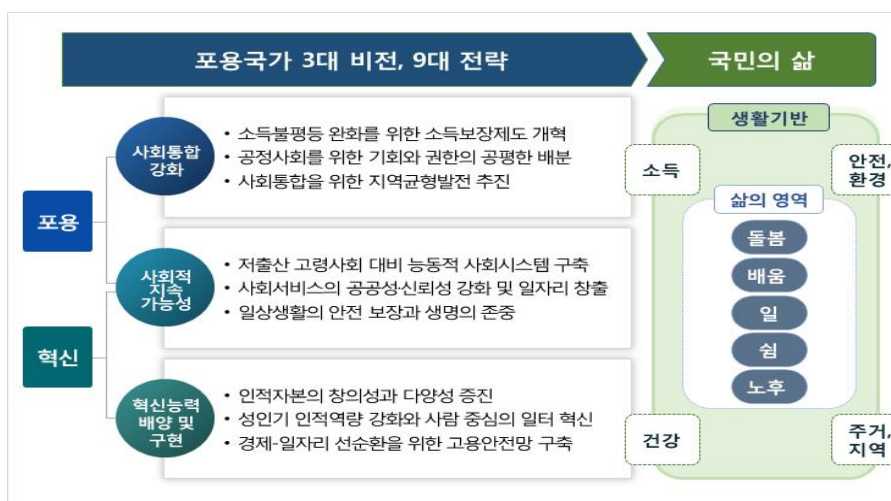 포용국가 3대 비전, 9대 전략
국민의 삶
포용
혁신
사회통합
강화
• 소득불평등 완화를 위한 소득보장제도 개혁
• 공정사회를 위한 기회와 권한의 공평한 배분
• 사회통합을 위한 지역균형발전 추진
사회적
지속
가능성
• 저출산 고령사회 대비 능동적 사회시스템 구축
• 사회서비스의 공공성·신뢰성 강화 및 일자리 창출
• 일상생활의 안전 보장과 생명의 존중
혁신능력
배양 및
구현
• 인적자본의 창의성과 다양성 증진
• 성인기 인적역량 강화와 사람 중심의 일터 혁신
• 경제-일자리 선순환을 위한 고용안전망 구축
생활기반
소득
안전,
환경
삶의 영역
돌봄
배움
일
쉼
노후
건강
주거,
지역